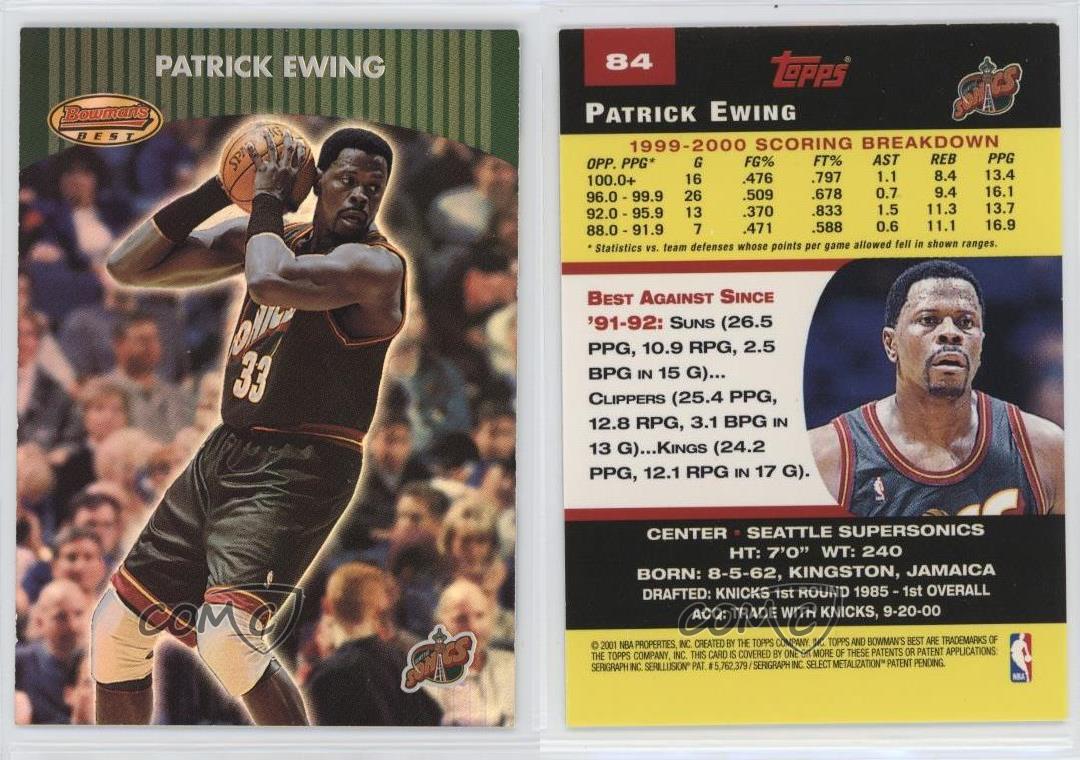 PATRICK EWING
Bowman's
BEST
SPA
SONICS
33
COMC
SONICS
84
TOPPS
SONICS
PATRICK EWING
1999-2000 SCORING BREAKDOWN
OPP. PPG* G FG% FT% AST REB PPG
100.0+ 16 .476 .797 1.1 8.4 13.4
96.0 - 99.9 26 .509 .678 0.7 9.4 16.1
92.0 - 95.9 13 .370 .833 1.5 11.3 13.7
88.0 - 91.9 7 .471 .588 0.6 11.1 16.9
* Statistics vs. team defenses whose points per game allowed fell in shown ranges.
BEST AGAINST SINCE
'91-92: SUNS (26.5
PPG, 10.9 RPG, 2.5
BPG IN 15 G)...
CLIPPERS (25.4 PPG,
12.8 RPG, 3.1 BPG IN
13 G)...KINGS (24.2
PPG, 12.1 RPG IN 17 G).
CENTER • SEATTLE SUPERSONICS
HT: 7'0" WT: 240
BORN: 8-5-62, KINGSTON, JAMAICA
DRAFTED: KNICKS 1ST ROUND 1985 - 1ST OVERALL
ACQ: TRADE WITH KNICKS, 9-20-00
COMC
© 2001 NBA PROPERTIES, INC. CREATED BY THE TOPPS COMPANY, INC. TOPPS AND BOWMAN'S BEST ARE TRADEMARKS OF
THE TOPPS COMPANY, INC. THIS CARD IS COVERED BY ONE OR MORE OF THESE PATENTS OR PATENT APPLICATIONS:
SERIGRAPH INC. SERILLUSION® PAT. # 5,762,379 / SERIGRAPH INC. SELECT METALIZATION™ PATENT PENDING.
NBA